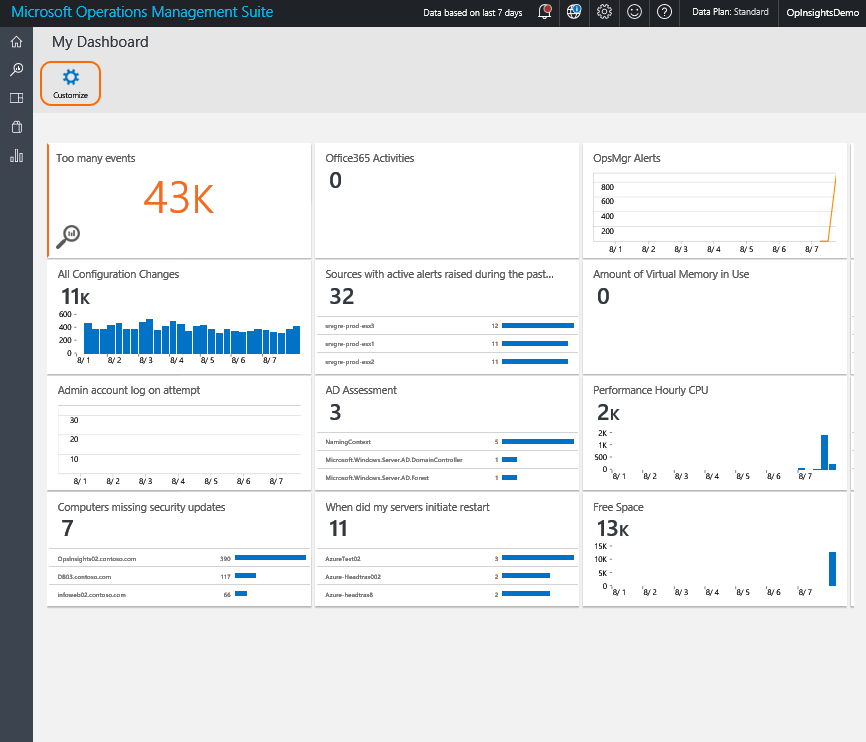 Microsoft Operations Management Suite
Data based on last 7 days
Data Plan: Standard
OpInsightsDemo
My Dashboard
Customize
Too many events
43K
Office365 Activities
0
OpsMgr Alerts
800
600
400
200
8/ 1 8/ 2 8/ 3 8/ 4 8/ 5 8/ 6 8/ 7
All Configuration Changes
11K
600
400
200
0
8/ 1 8/ 2 8/ 3 8/ 4 8/ 5 8/ 6 8/ 7
Sources with active alerts raised during the past...
32
srvgre-prod-esx3 12
srvgre-prod-esx1 11
srvgre-prod-esx2 11
Amount of Virtual Memory in Use
0
Admin account log on attempt
30
20
10
8/ 1 8/ 2 8/ 3 8/ 4 8/ 5 8/ 6 8/ 7
AD Assessment
3
NamingContext 5
Microsoft.Windows.Server.AD.DomainController 1
Microsoft.Windows.Server.AD.Forest 1
Performance Hourly CPU
2K
2K
1K
500
0
8/ 1 8/ 2 8/ 3 8/ 4 8/ 5 8/ 6 8/ 7
Computers missing security updates
7
OpsInsights02.contoso.com 390
DB03.contoso.com 117
infoweb02.contoso.com 66
When did my servers initiate restart
11
AzureTest02 3
Azure-Headtrax002 2
Azure-headtrax8 2
Free Space
13K
15K
10K
5K
0
8/ 1 8/ 2 8/ 3 8/ 4 8/ 5 8/ 6 8/ 7